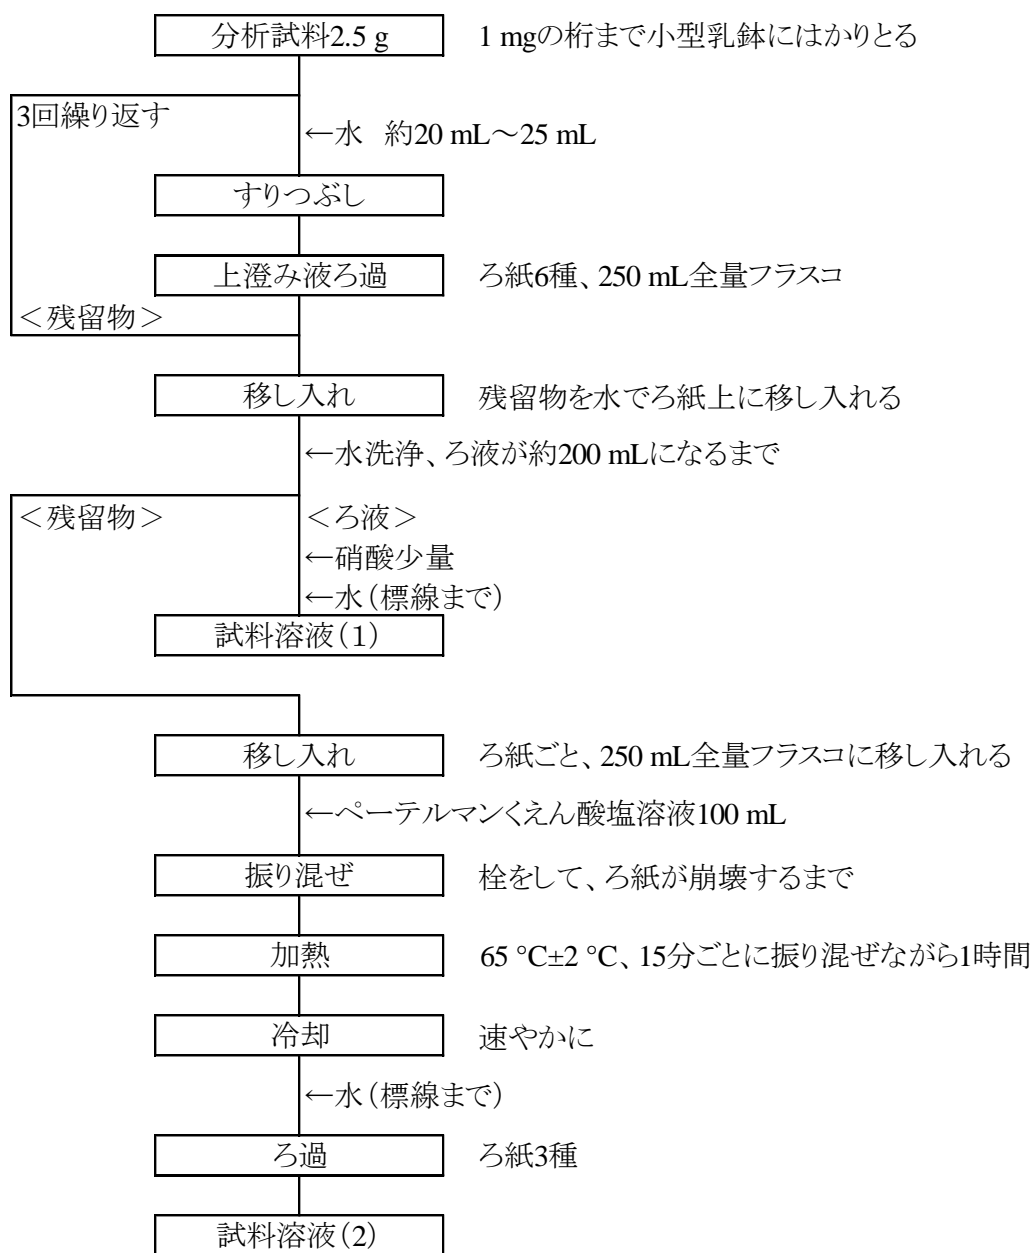 分析試料2.5 g 1 mgの桁まで小型乳鉢にはかりとる
3回繰り返す
←水 約20 mL～25 mL
すりつぶし
上澄み液ろ過 ろ紙6種、250 mL全量フラスコ
＜残留物＞
移し入れ 残留物を水でろ紙上に移し入れる
←水洗浄、ろ液が約200 mLになるまで
＜残留物＞ ＜ろ液＞
←硝酸少量
←水（標線まで）
試料溶液（1）
移し入れ ろ紙ごと、250 mL全量フラスコに移し入れる
←ペーテルマンくえん酸塩溶液100 mL
振り混ぜ 栓をして、ろ紙が崩壊するまで
加熱 65 °C±2 °C、15分ごとに振り混ぜながら1時間
冷却 速やかに
←水（標線まで）
ろ過 ろ紙3種
試料溶液（2）